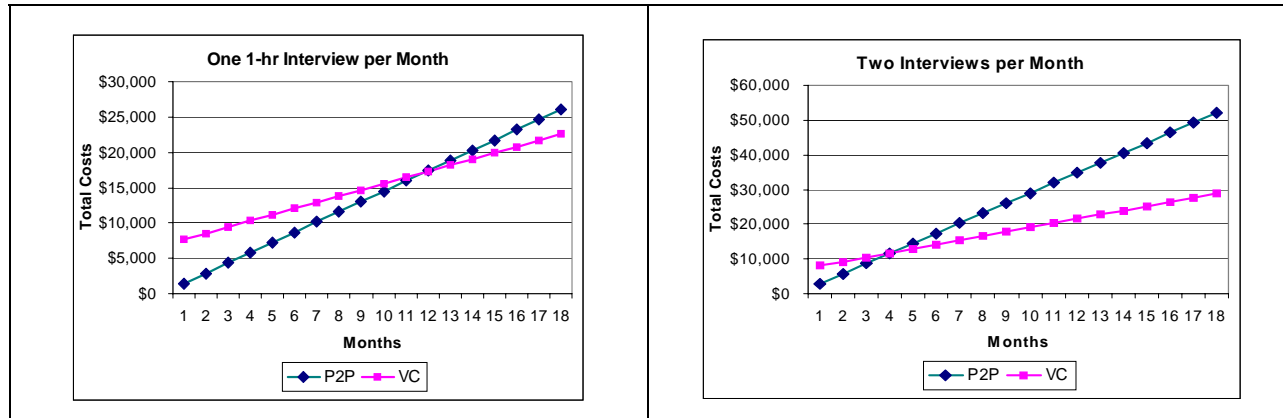 One 1-hr Interview per Month
$30,000
$25,000
$20,000
$15,000
$10,000
$5,000
$0
Total Costs
1 2 3 4 5 6 7 8 9 10 11 12 13 14 15 16 17 18
Months
P2P VC
Two Interviews per Month
$60,000
$50,000
$40,000
$30,000
$20,000
$10,000
$0
Total Costs
1 2 3 4 5 6 7 8 9 10 11 12 13 14 15 16 17 18
Months
P2P VC